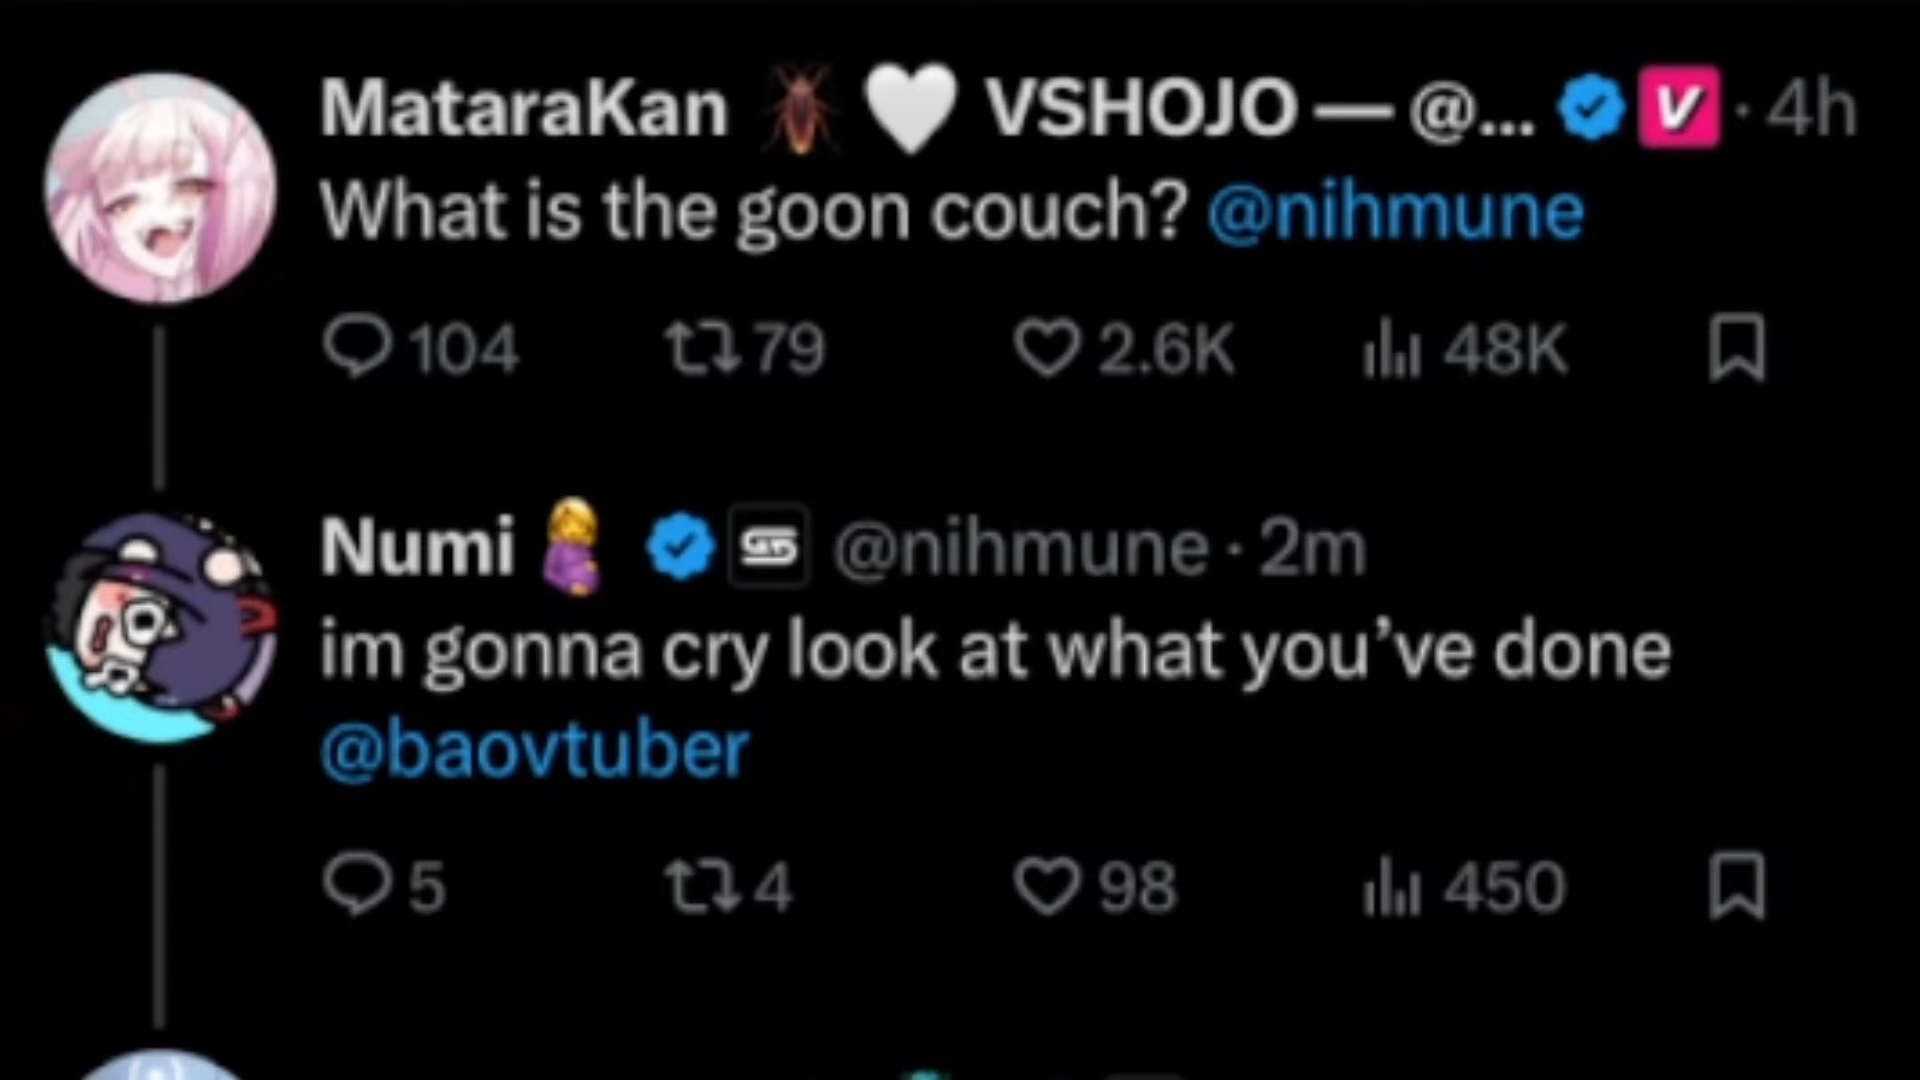 MataraKan 🪳 🤍 VSHOJO — @... V · 4h
What is the goon couch? @nihmune
104 79 2.6K 48K
Numi 🫄 @nihmune · 2m
im gonna cry look at what you’ve done
@baovtuber
5 4 98 450